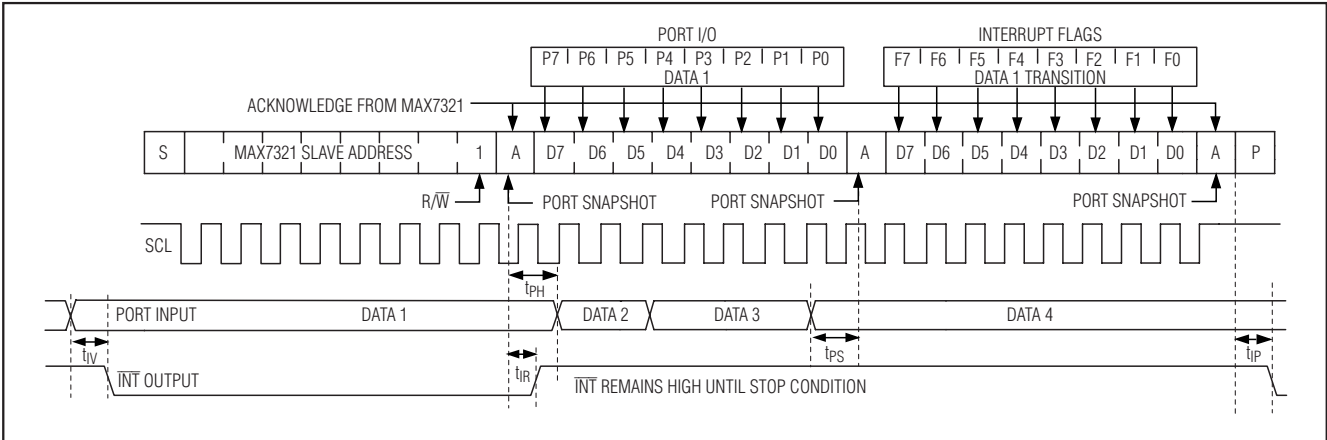 PORT I/O INTERRUPT FLAGS
P7 P6 P5 P4 P3 P2 P1 P0 F7 F6 F5 F4 F3 F2 F1 F0
DATA 1 DATA 1 TRANSITION
ACKNOWLEDGE FROM MAX7321
S MAX7321 SLAVE ADDRESS 1 A D7 D6 D5 D4 D3 D2 D1 D0 A D7 D6 D5 D4 D3 D2 D1 D0 A P
R/W̅ PORT SNAPSHOT PORT SNAPSHOT PORT SNAPSHOT
SCL
tPH
PORT INPUT DATA 1 DATA 2 DATA 3 DATA 4
tIV tIR tPS tIP
I̅N̅T̅ OUTPUT I̅N̅T̅ REMAINS HIGH UNTIL STOP CONDITION